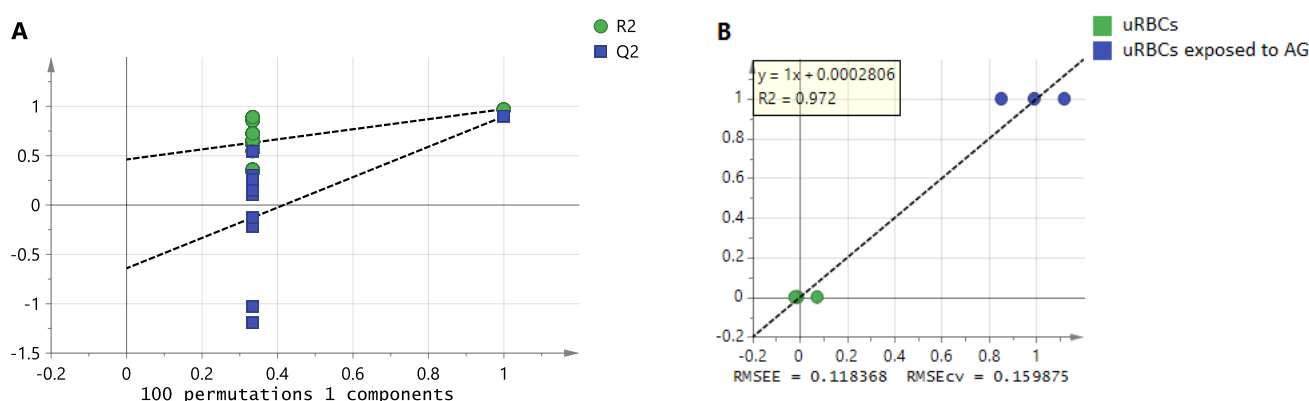 A
R2
Q2
1
0.5
0
-0.5
-1
-1.5
-0.2 0 0.2 0.4 0.6 0.8 1
100 permutations 1 components
B
uRBCs
uRBCs exposed to AG
y = 1x + 0.0002806
R2 = 0.972
1
0.8
0.6
0.4
0.2
0
-0.2
-0.2 0 0.2 0.4 0.6 0.8 1
RMSEE = 0.118368 RMSEcv = 0.159875